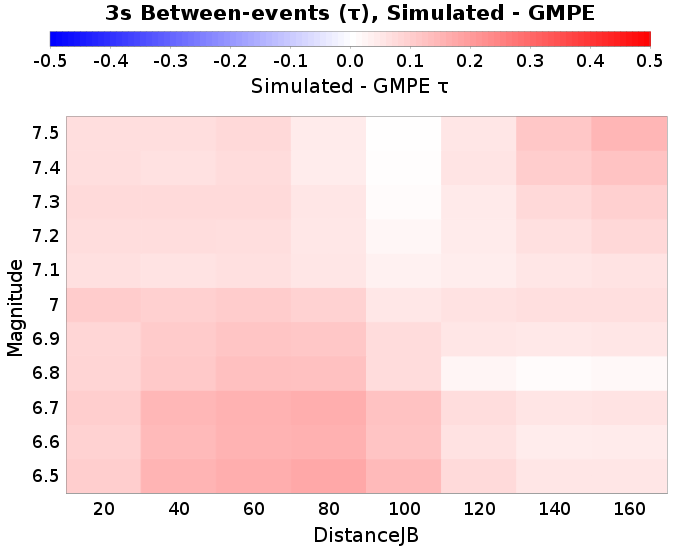 3s Between-events (τ), Simulated - GMPE
-0.5 -0.4 -0.3 -0.2 -0.1 0.0 0.1 0.2 0.3 0.4 0.5
Simulated - GMPE τ
Magnitude
7.5
7.4
7.3
7.2
7.1
7
6.9
6.8
6.7
6.6
6.5
20 40 60 80 100 120 140 160
DistanceJB